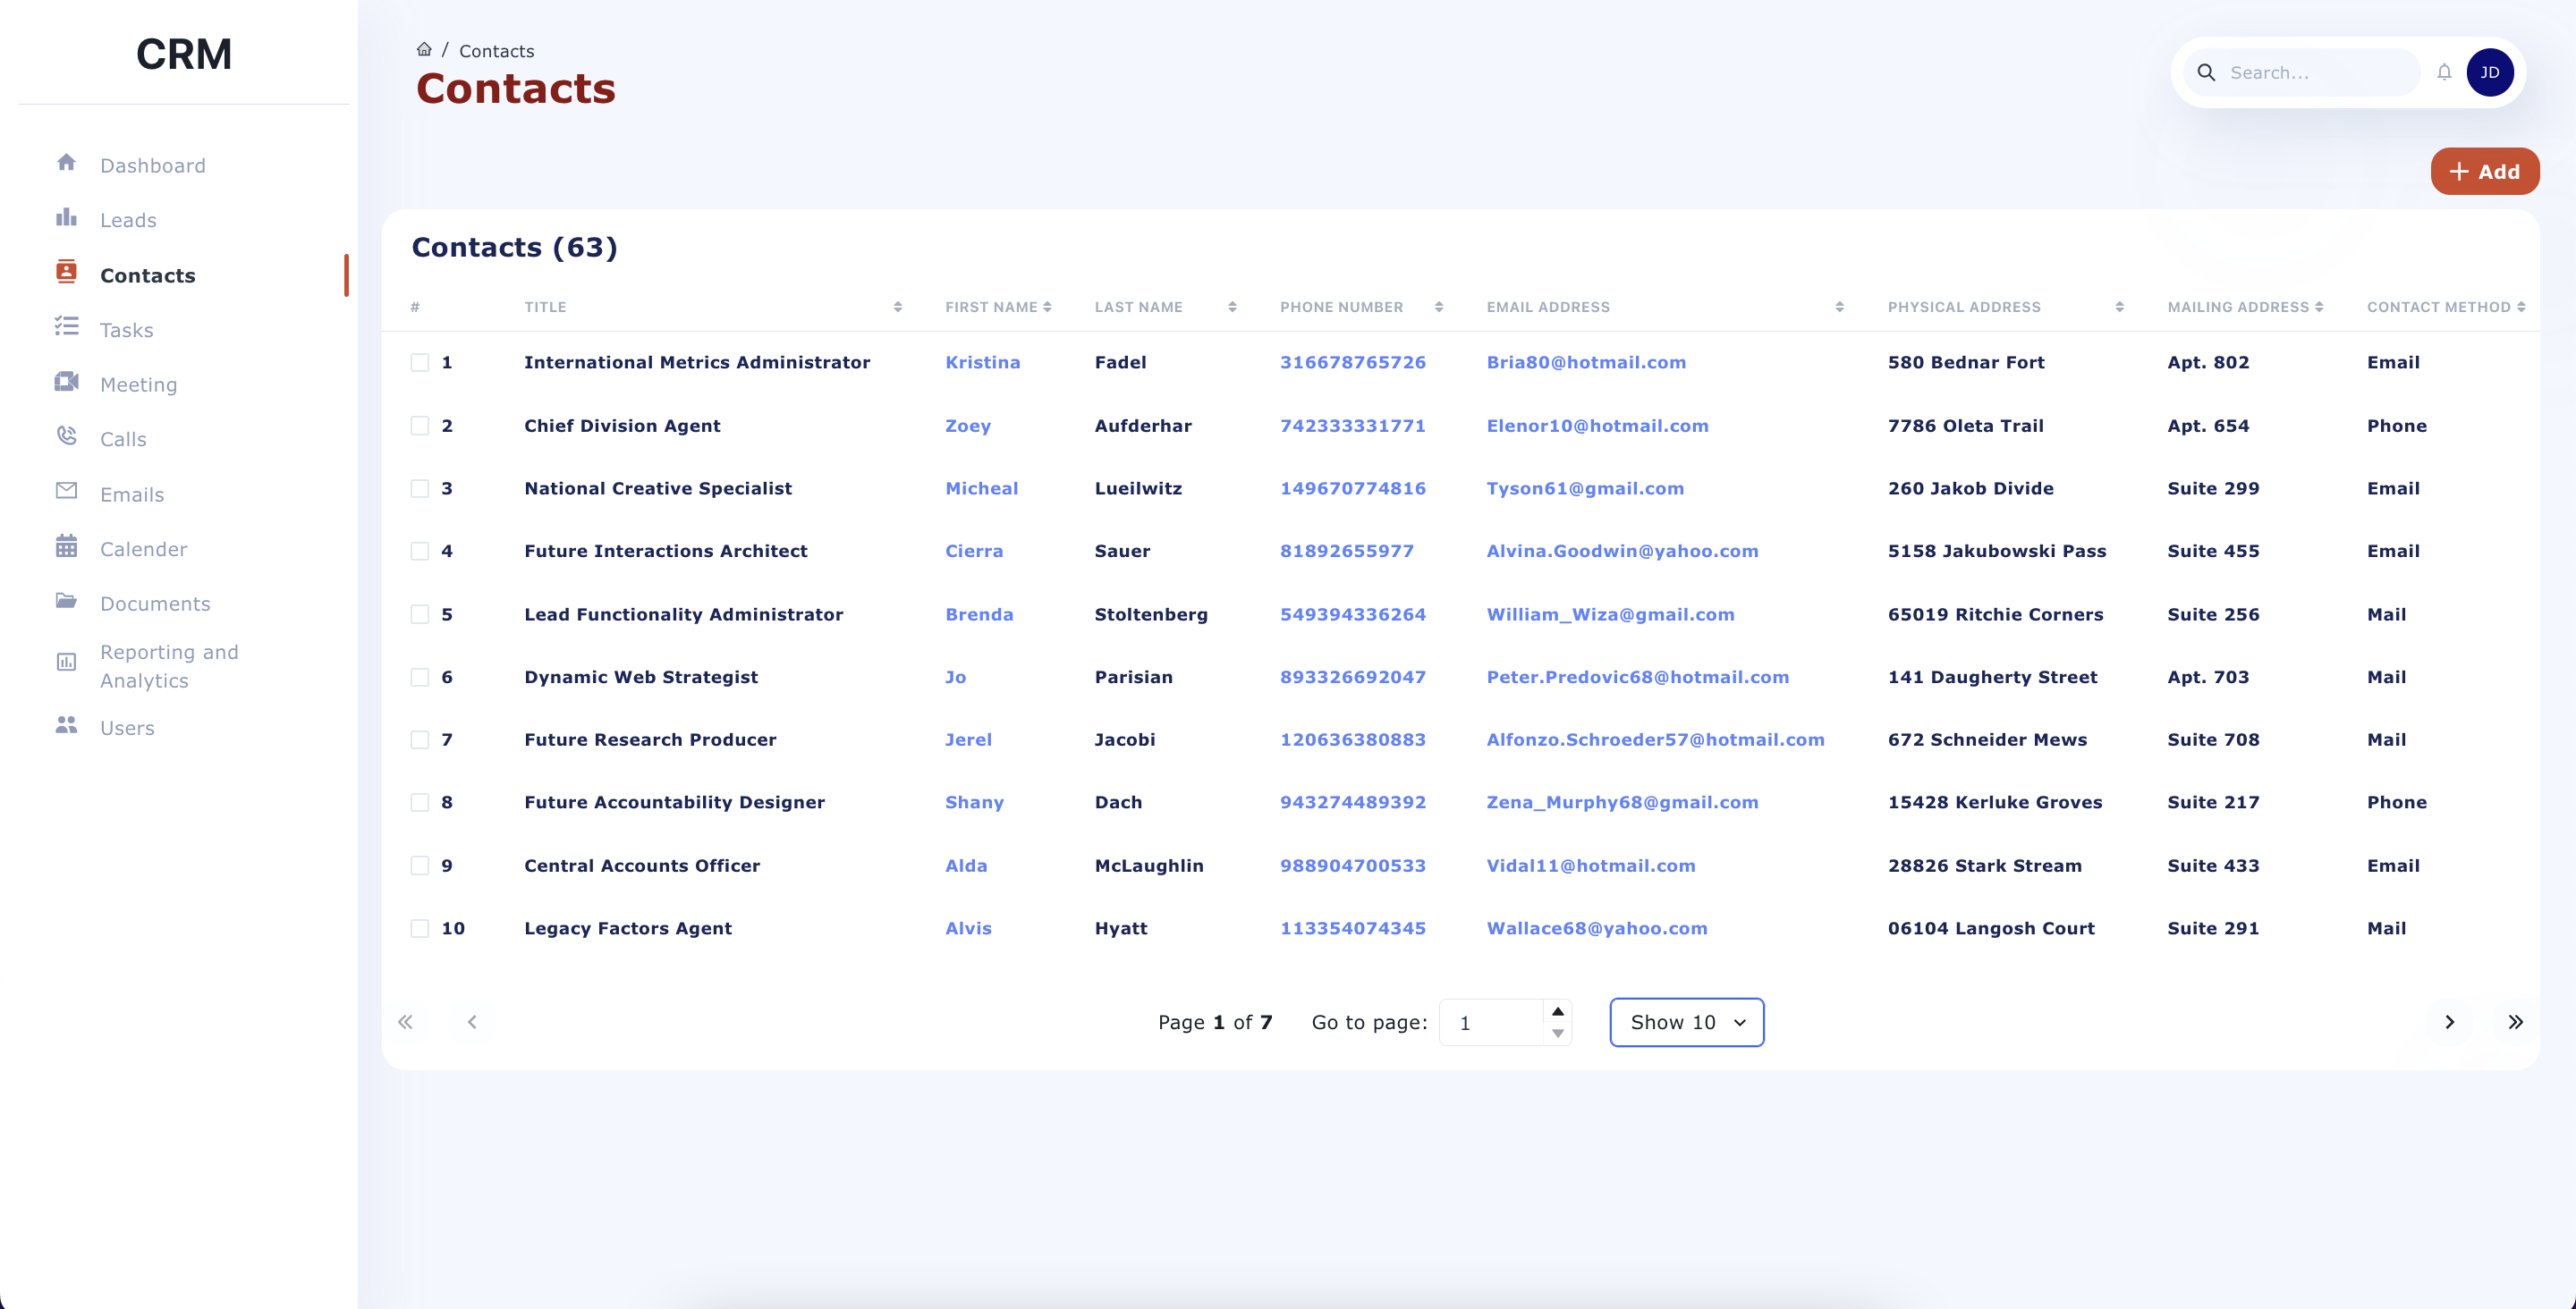 CRM
Dashboard
Leads
Contacts
Tasks
Meeting
Calls
Emails
Calender
Documents
Reporting and
Analytics
Users
/ Contacts
Contacts
Search...
JD
+ Add
Contacts (63)
# TITLE FIRST NAME LAST NAME PHONE NUMBER EMAIL ADDRESS PHYSICAL ADDRESS MAILING ADDRESS CONTACT METHOD
1 International Metrics Administrator Kristina Fadel 316678765726 Bria80@hotmail.com 580 Bednar Fort Apt. 802 Email
2 Chief Division Agent Zoey Aufderhar 742333331771 Elenor10@hotmail.com 7786 Oleta Trail Apt. 654 Phone
3 National Creative Specialist Micheal Lueilwitz 149670774816 Tyson61@gmail.com 260 Jakob Divide Suite 299 Email
4 Future Interactions Architect Cierra Sauer 81892655977 Alvina.Goodwin@yahoo.com 5158 Jakubowski Pass Suite 455 Email
5 Lead Functionality Administrator Brenda Stoltenberg 549394336264 William_Wiza@gmail.com 65019 Ritchie Corners Suite 256 Mail
6 Dynamic Web Strategist Jo Parisian 893326692047 Peter.Predovic68@hotmail.com 141 Daugherty Street Apt. 703 Mail
7 Future Research Producer Jerel Jacobi 120636380883 Alfonzo.Schroeder57@hotmail.com 672 Schneider Mews Suite 708 Mail
8 Future Accountability Designer Shany Dach 943274489392 Zena_Murphy68@gmail.com 15428 Kerluke Groves Suite 217 Phone
9 Central Accounts Officer Alda McLaughlin 988904700533 Vidal11@hotmail.com 28826 Stark Stream Suite 433 Email
10 Legacy Factors Agent Alvis Hyatt 113354074345 Wallace68@yahoo.com 06104 Langosh Court Suite 291 Mail
Page 1 of 7 Go to page: 1 Show 10